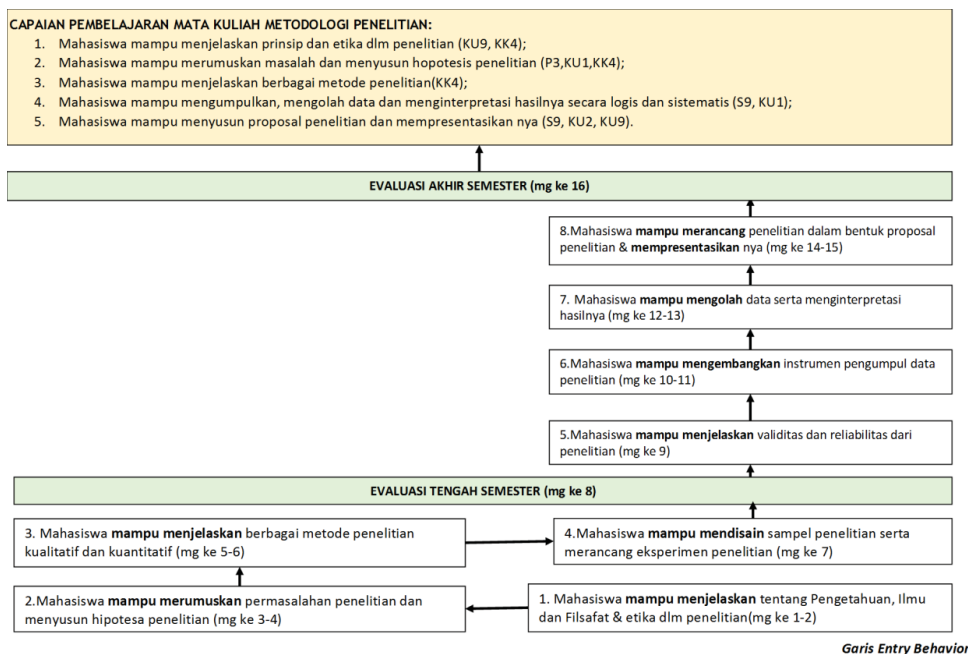 CAPAIAN PEMBELAJARAN MATA KULIAH METODOLOGI PENELITIAN:
1. Mahasiswa mampu menjelaskan prinsip dan etika dlm penelitian (KU9, KK4);
2. Mahasiswa mampu merumuskan masalah dan menyusun hopotesis penelitian (P3,KU1,KK4);
3. Mahasiswa mampu menjelaskan berbagai metode penelitian(KK4);
4. Mahasiswa mampu mengumpulkan, mengolah data dan menginterpretasi hasilnya secara logis dan sistematis (S9, KU1);
5. Mahasiswa mampu menyusun proposal penelitian dan mempresentasikan nya (S9, KU2, KU9).
EVALUASI AKHIR SEMESTER (mg ke 16)
8.Mahasiswa mampu merancang penelitian dalam bentuk proposal
penelitian & mempresentasikan nya (mg ke 14-15)
7. Mahasiswa mampu mengolah data serta menginterpretasi
hasilnya (mg ke 12-13)
6.Mahasiswa mampu mengembangkan instrumen pengumpul data
penelitian (mg ke 10-11)
5.Mahasiswa mampu menjelaskan validitas dan reliabilitas dari
penelitian (mg ke 9)
EVALUASI TENGAH SEMESTER (mg ke 8)
3. Mahasiswa mampu menjelaskan berbagai metode penelitian
kualitatif dan kuantitatif (mg ke 5-6)
4.Mahasiswa mampu mendisain sampel penelitian serta
merancang eksperimen penelitian (mg ke 7)
2.Mahasiswa mampu merumuskan permasalahan penelitian dan
menyusun hipotesa penelitian (mg ke 3-4)
1. Mahasiswa mampu menjelaskan tentang Pengetahuan, Ilmu
dan Filsafat & etika dlm penelitian(mg ke 1-2)
Garis Entry Behavior